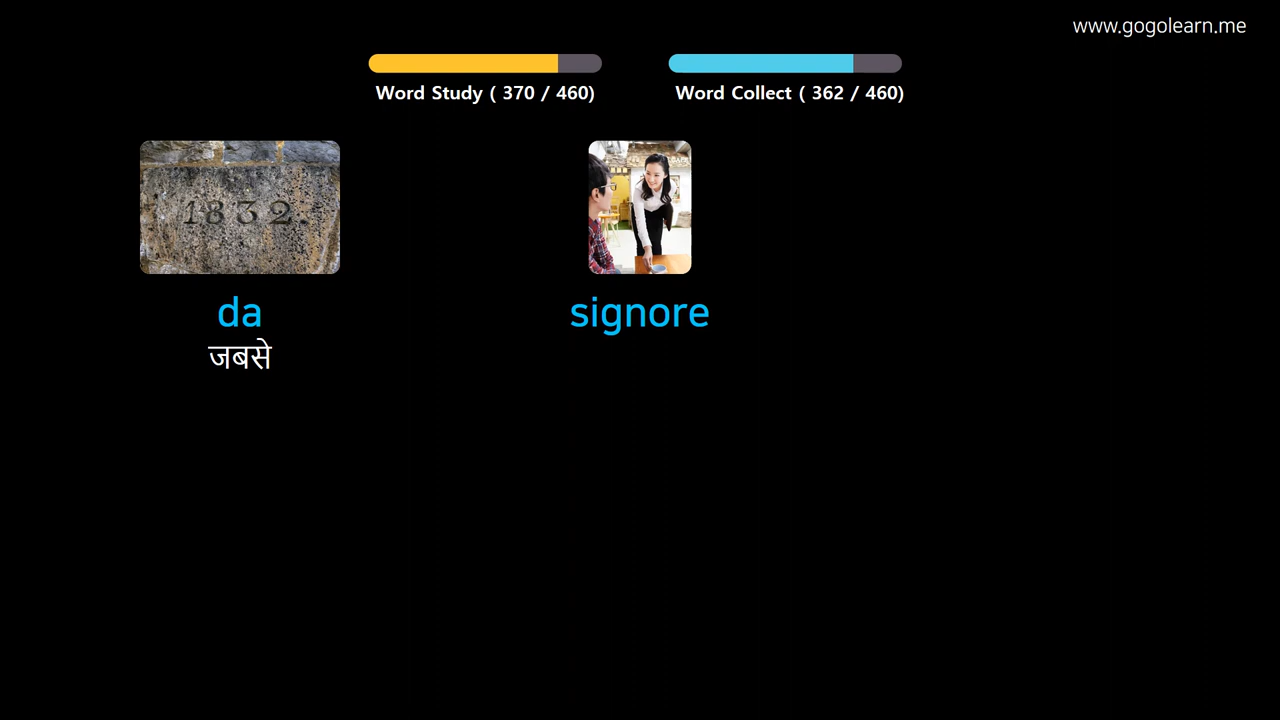 www.gogolearn.me
Word Study ( 370 / 460)
Word Collect ( 362 / 460)
1832.
da
signore
जबसे